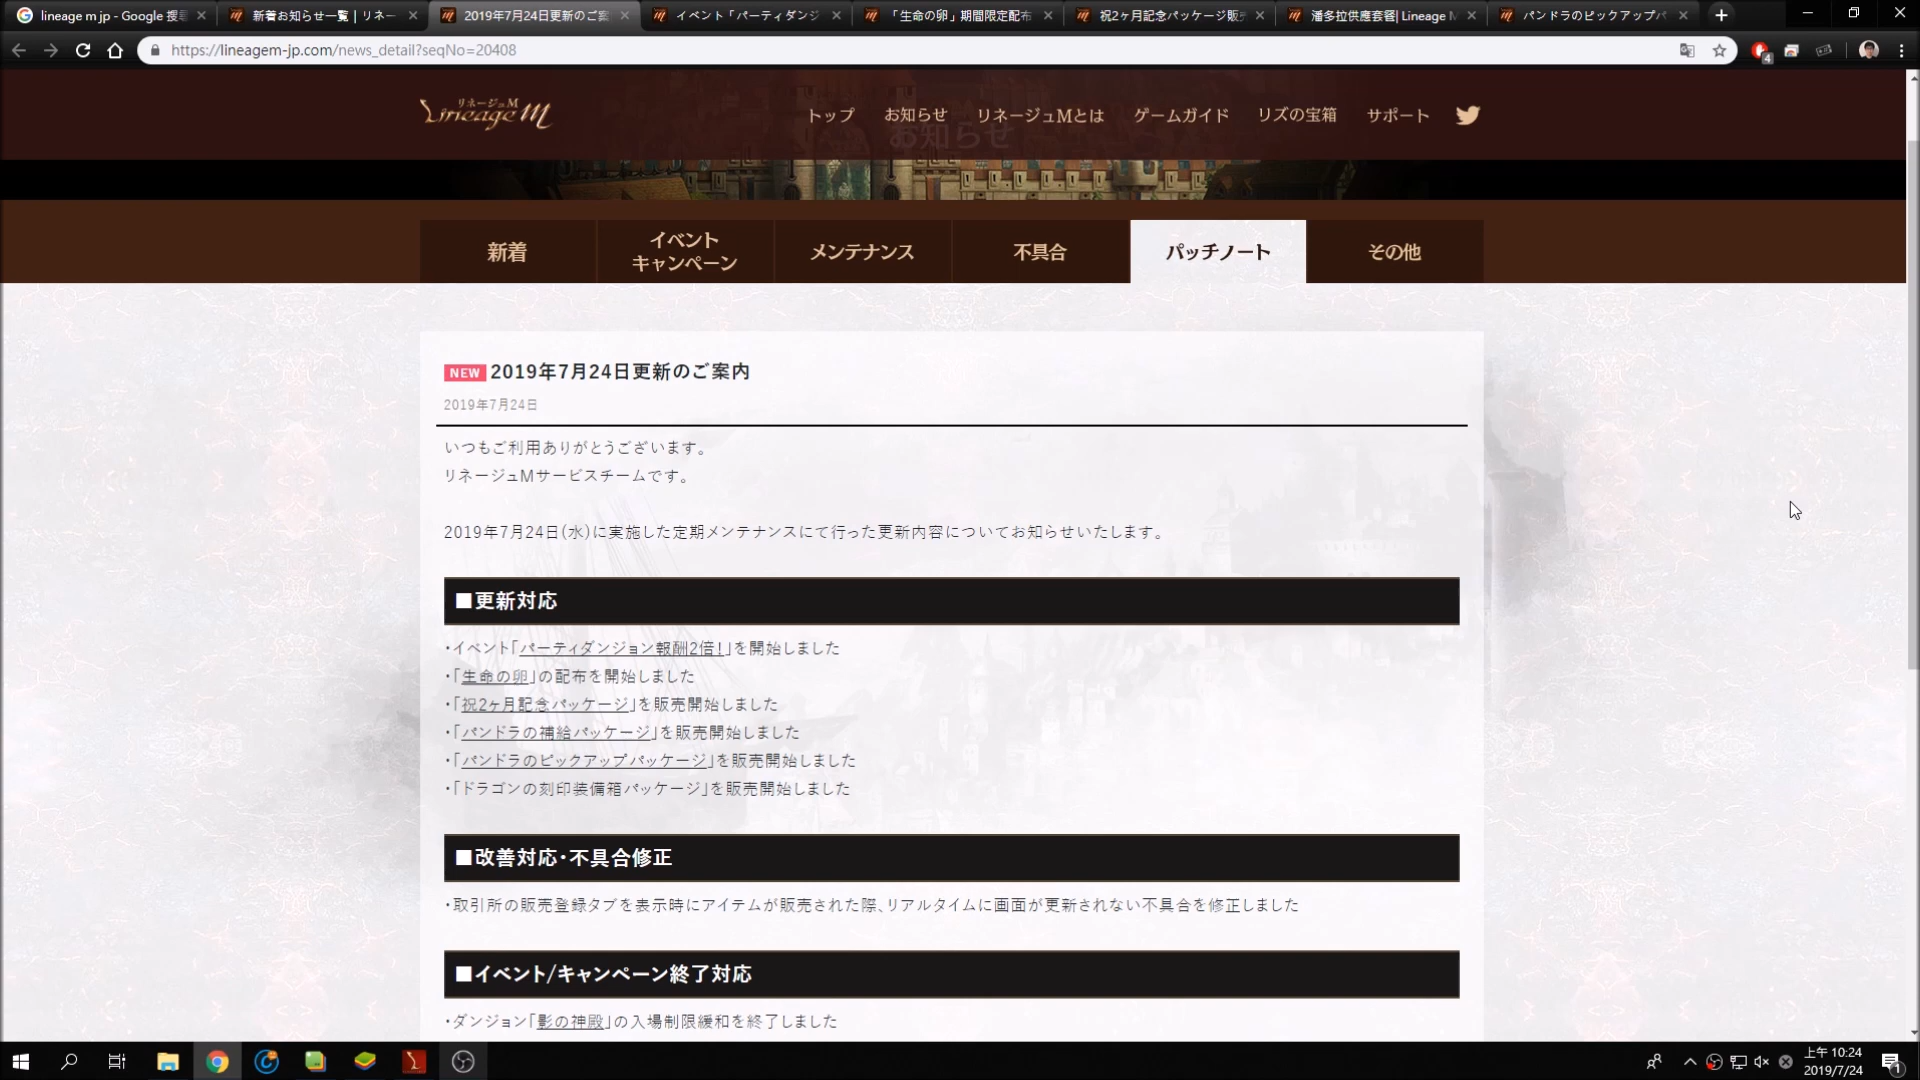 lineage m jp - Google 搜尋
新着お知らせ一覧 | リネー
2019年7月24日更新のご案
イベント「パーティダンジ
「生命の卵」期間限定配布
祝2ヶ月記念パッケージ販売
潘多拉供應套餐| Lineage M
パンドラのピックアップパ
https://lineagem-jp.com/news_detail?seqNo=20408
4
リネージュM
Lineage M
トップ
お知らせ
リネージュMとは
ゲームガイド
リズの宝箱
サポート
お知らせ
新着
イベント
キャンペーン
メンテナンス
不具合
パッチノート
その他
NEW 2019年7月24日更新のご案内
2019年7月24日
いつもご利用ありがとうございます。
リネージュMサービスチームです。
2019年7月24日(水)に実施した定期メンテナンスにて行った更新内容についてお知らせいたします。
■更新対応
・イベント「パーティダンジョン報酬2倍！」を開始しました
・「生命の卵」の配布を開始しました
・「祝2ヶ月記念パッケージ」を販売開始しました
・「パンドラの補給パッケージ」を販売開始しました
・「パンドラのピックアップパッケージ」を販売開始しました
・「ドラゴンの刻印装備箱パッケージ」を販売開始しました
■改善対応・不具合修正
・取引所の販売登録タブを表示時にアイテムが販売された際、リアルタイムに画面が更新されない不具合を修正しました
■イベント/キャンペーン終了対応
・ダンジョン「影の神殿」の入場制限緩和を終了しました
上午 10:24
2019/7/24
1